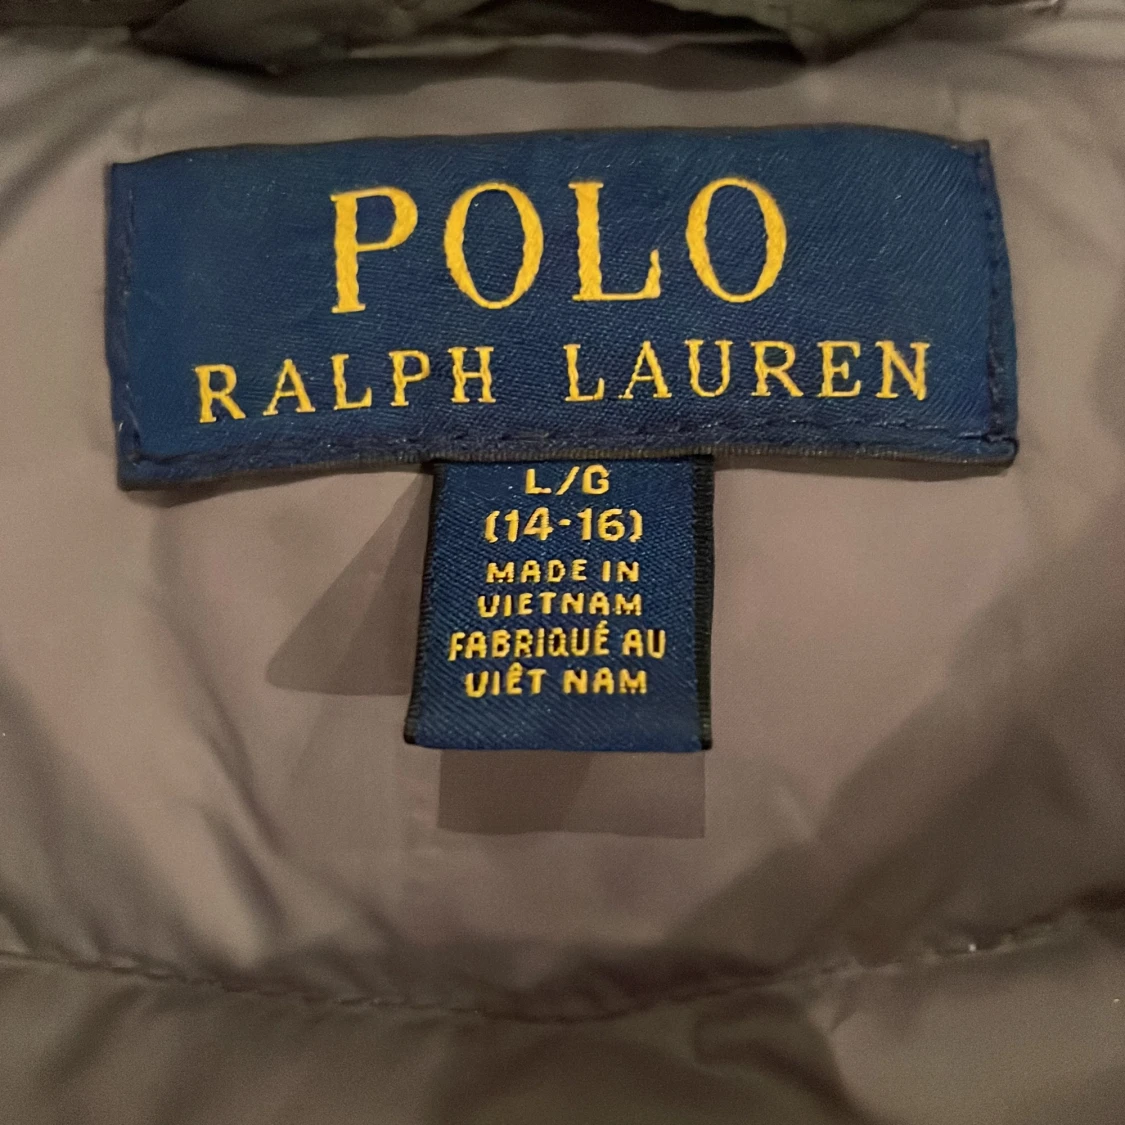 POLO
RALPH LAUREN
L/G
(14-16)
MADE IN
VIETNAM
FABRIQUÉ AU
VIÊT NAM